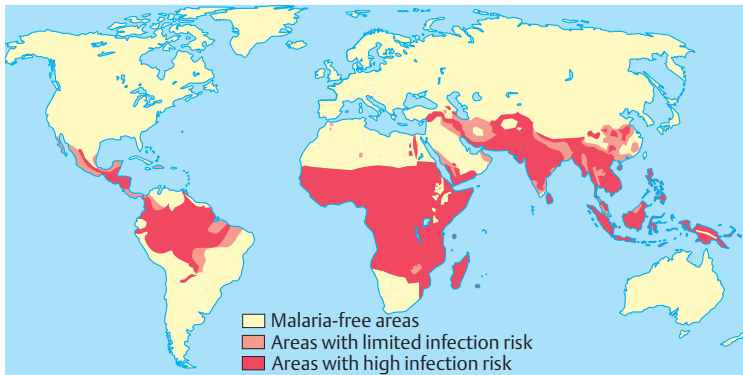 Malaria-free areas
Areas with limited infection risk
Areas with high infection risk